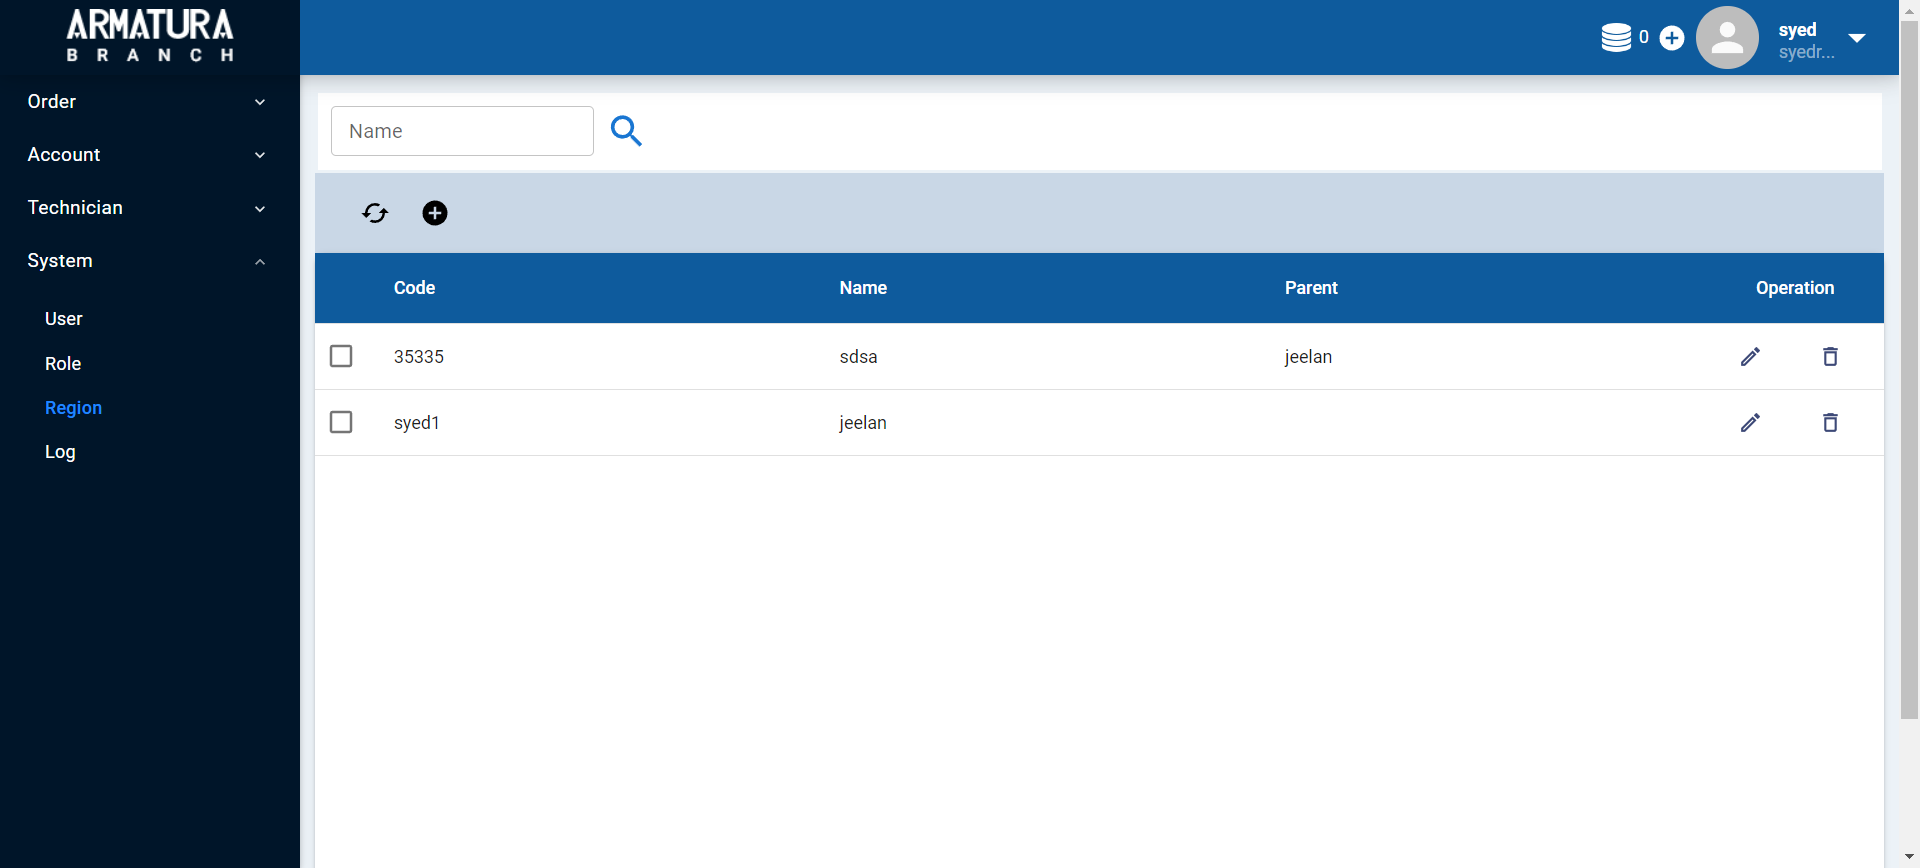 ARMATURA
BRANCH
0
syed
syedr...
Order
Account
Technician
System
User
Role
Region
Log
Name
Code Name Parent Operation
35335 sdsa jeelan
syed1 jeelan